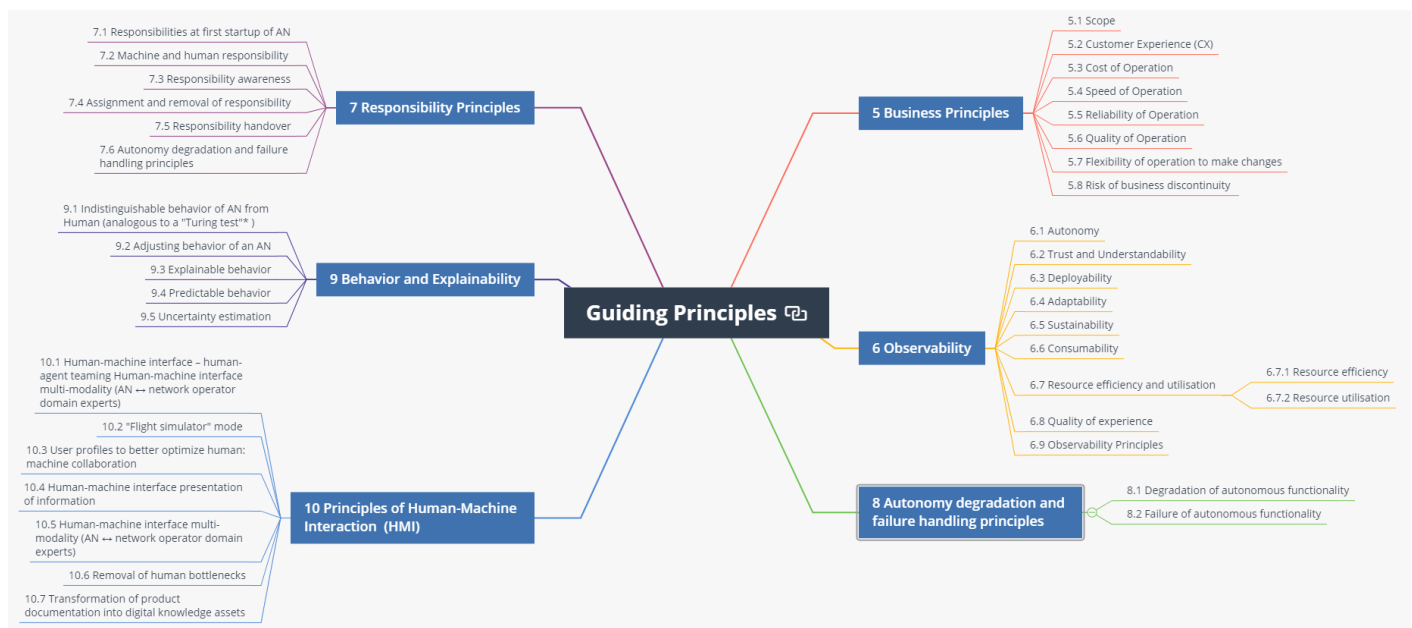 Guiding Principles
5 Business Principles
5.1 Scope
5.2 Customer Experience (CX)
5.3 Cost of Operation
5.4 Speed of Operation
5.5 Reliability of Operation
5.6 Quality of Operation
5.7 Flexibility of operation to make changes
5.8 Risk of business discontinuity
6 Observability
6.1 Autonomy
6.2 Trust and Understandability
6.3 Deployability
6.4 Adaptability
6.5 Sustainability
6.6 Consumability
6.7 Resource efficiency and utilisation
6.7.1 Resource efficiency
6.7.2 Resource utilisation
6.8 Quality of experience
6.9 Observability Principles
7 Responsibility Principles
7.1 Responsibilities at first startup of AN
7.2 Machine and human responsibility
7.3 Responsibility awareness
7.4 Assignment and removal of responsibility
7.5 Responsibility handover
7.6 Autonomy degradation and failure
handling principles
8 Autonomy degradation and
failure handling principles
8.1 Degradation of autonomous functionality
8.2 Failure of autonomous functionality
9 Behavior and Explainability
9.1 Indistinguishable behavior of AN from
Human (analogous to a "Turing test"* )
9.2 Adjusting behavior of an AN
9.3 Explainable behavior
9.4 Predictable behavior
9.5 Uncertainty estimation
10 Principles of Human-Machine
Interaction  (HMI)
10.1 Human-machine interface – human-
agent teaming Human-machine interface
multi-modality (AN ↔ network operator
domain experts)
10.2 "Flight simulator" mode
10.3 User profiles to better optimize human:
machine collaboration
10.4 Human-machine interface presentation
of information
10.5 Human-machine interface multi-
modality (AN ↔ network operator domain
experts)
10.6 Removal of human bottlenecks
10.7 Transformation of product
documentation into digital knowledge assets